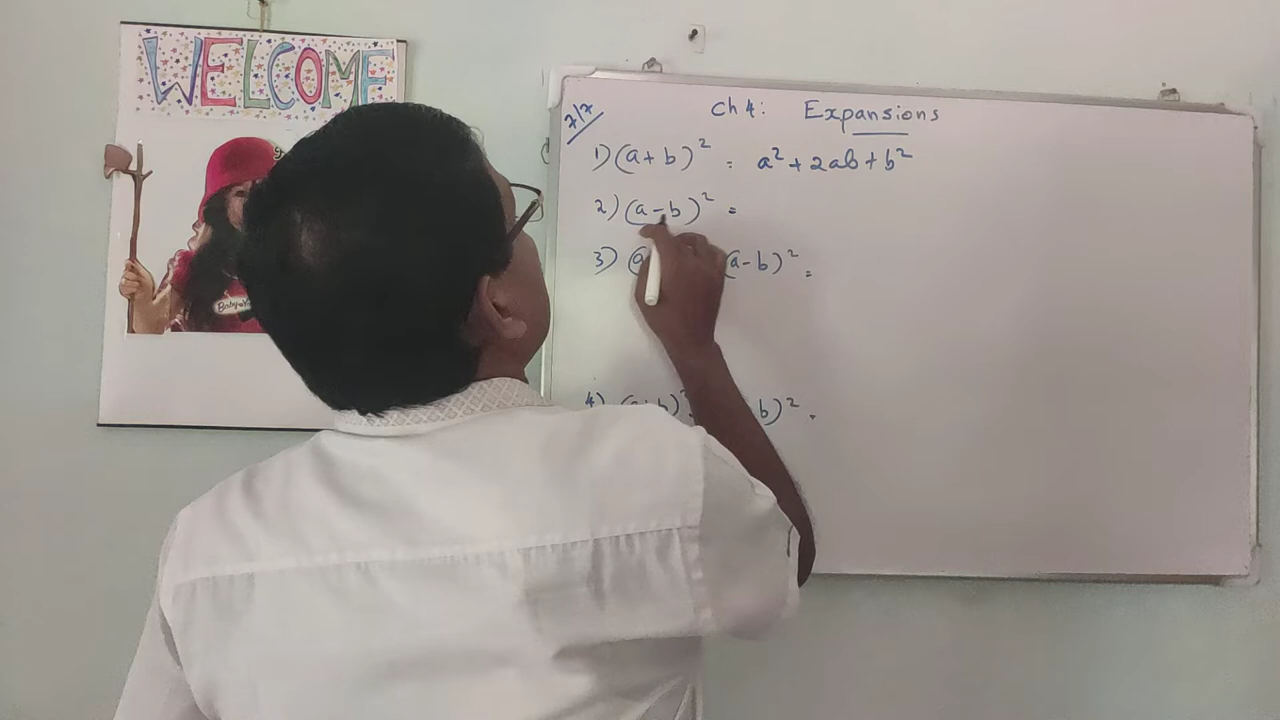 WELCOME
7/7
Ch 4: Expansions
1) (a+b)² = a² + 2ab + b²
2) (a-b)² =
3) (a a-b)² =
4) (a+b)² b)² =